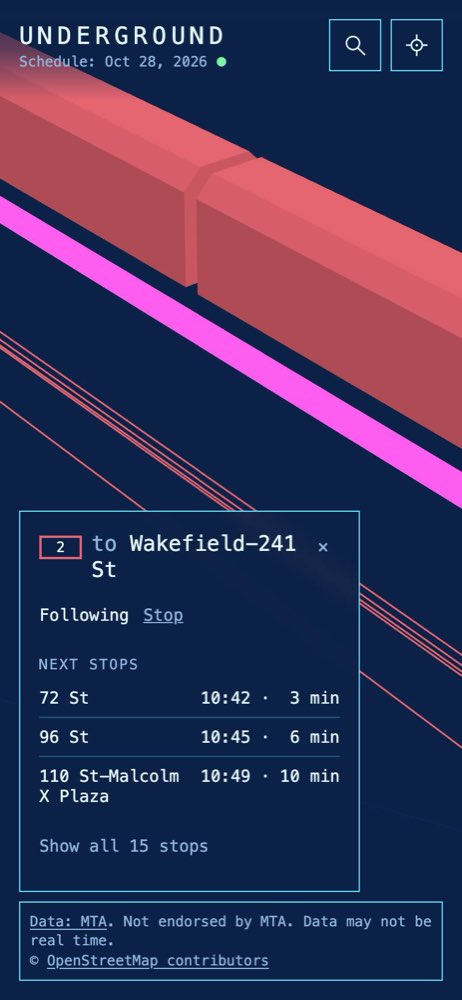 UNDERGROUND
Schedule: Oct 28, 2026
2 to Wakefield–241
St
×
Following Stop
NEXT STOPS
72 St 10:42 · 3 min
96 St 10:45 · 6 min
110 St–Malcolm 10:49 · 10 min
X Plaza
Show all 15 stops
Data: MTA. Not endorsed by MTA. Data may not be
real time.
© OpenStreetMap contributors